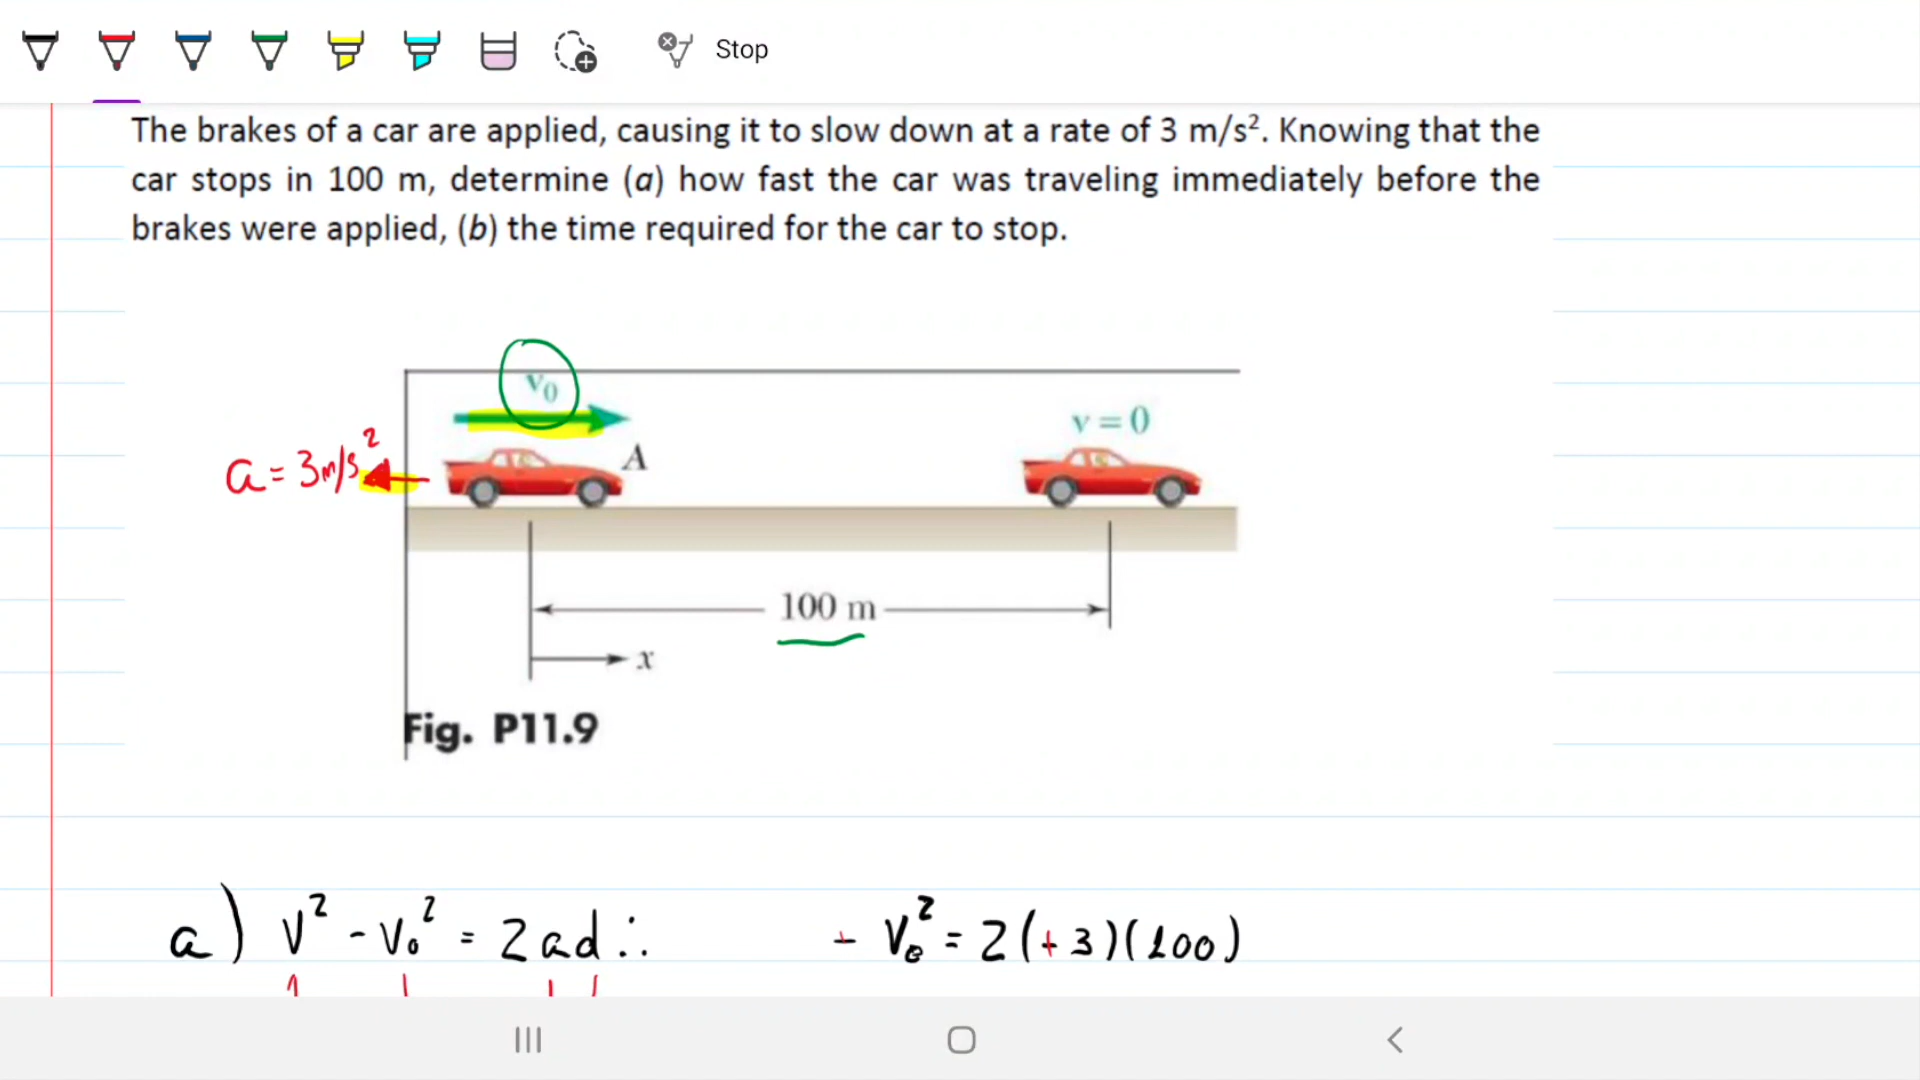 Stop
The brakes of a car are applied, causing it to slow down at a rate of 3 m/s². Knowing that the
car stops in 100 m, determine (a) how fast the car was traveling immediately before the
brakes were applied, (b) the time required for the car to stop.
v₀
v = 0
a = 3m/s²
A
100 m
x
Fig. P11.9
a) v² - v₀² = 2ad ∴
+ v₀² = 2(+3)(100)